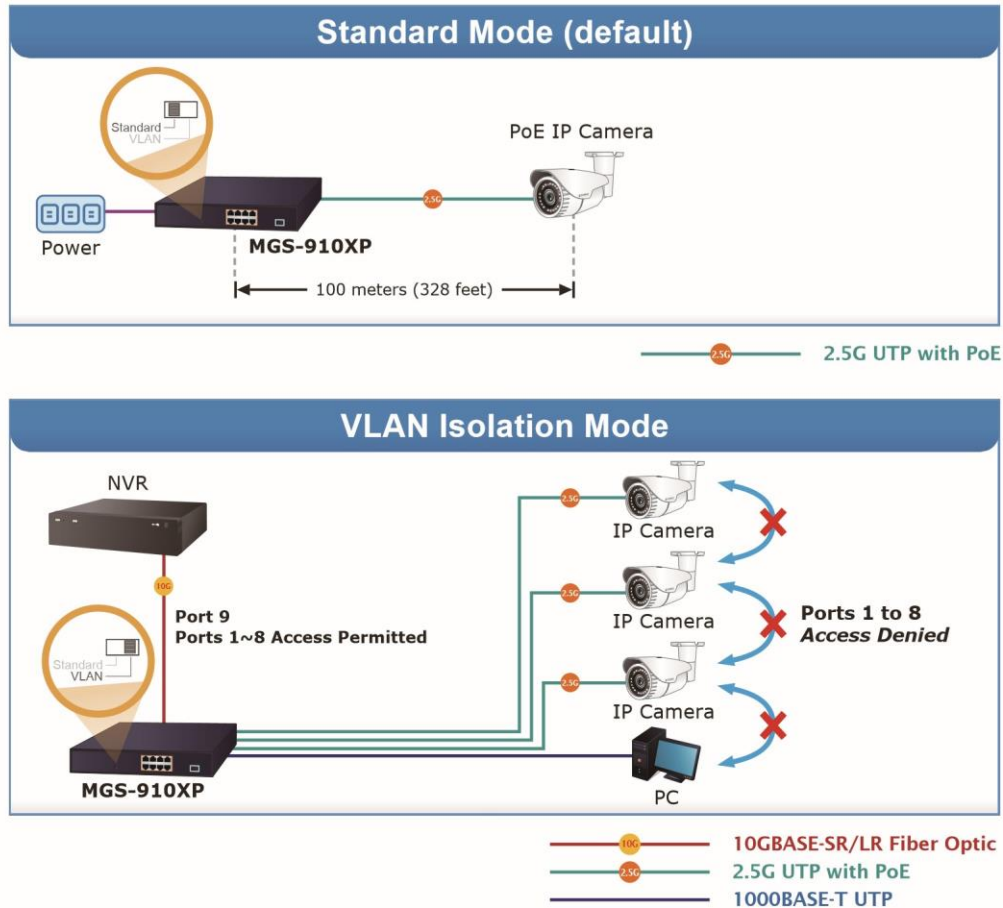 Standard Mode (default)
Standard
VLAN
PoE IP Camera
2.5G
Power
MGS-910XP
100 meters (328 feet)
2.5G
2.5G UTP with PoE
VLAN Isolation Mode
NVR
2.5G
IP Camera
10G
Port 9
Ports 1~8 Access Permitted
2.5G
IP Camera
Ports 1 to 8
Access Denied
Standard
VLAN
2.5G
IP Camera
MGS-910XP
PC
10G
10GBASE-SR/LR Fiber Optic
2.5G
2.5G UTP with PoE
1000BASE-T UTP